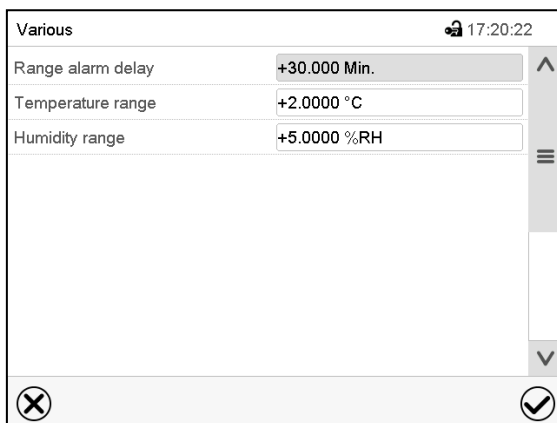 Various 17:20:22
Range alarm delay +30.000 Min.
Temperature range +2.0000 °C
Humidity range +5.0000 %RH